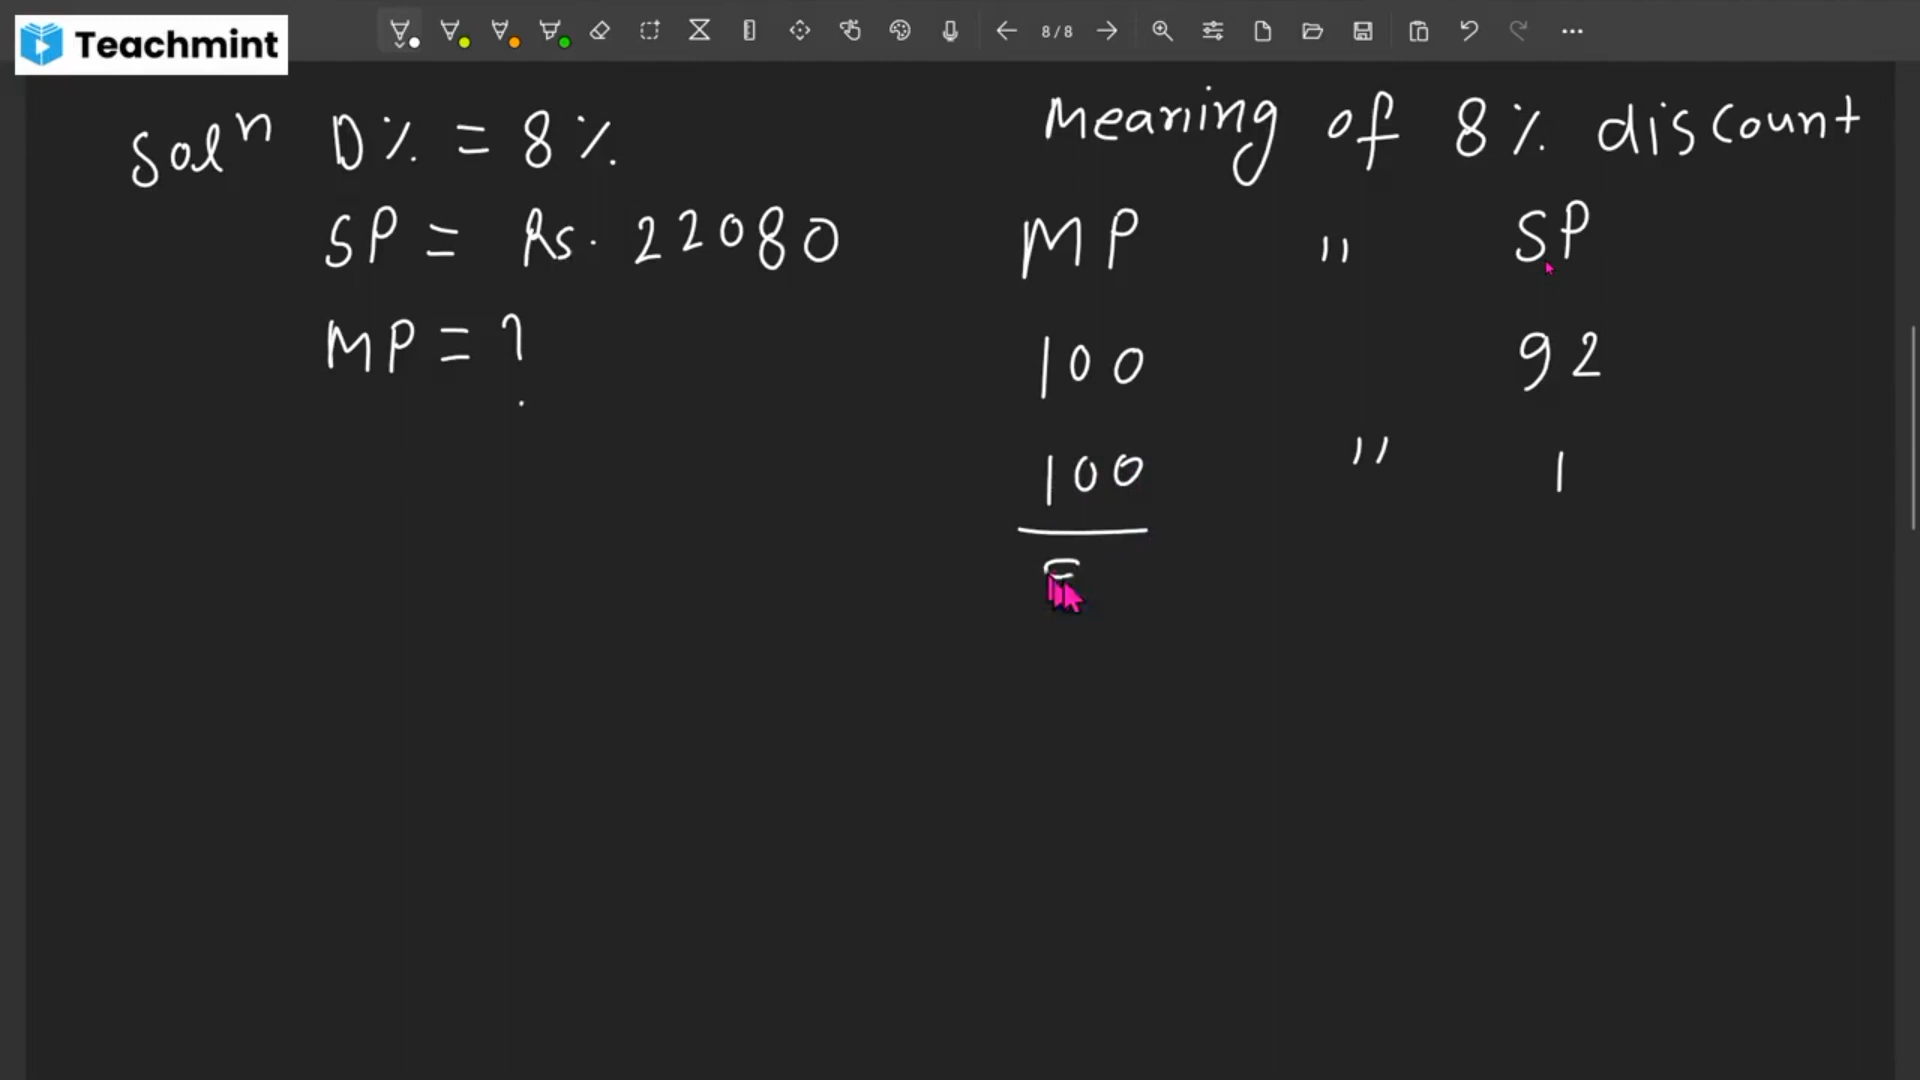 Teachmint
8/8
Solⁿ D% = 8%
SP = Rs. 22080
MP = ?
Meaning of 8% discount
MP " SP
100 92
100 " 1